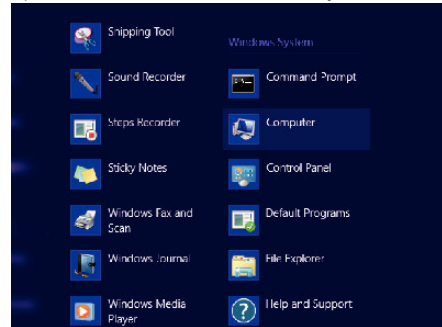 Snipping Tool
Sound Recorder
Steps Recorder
Sticky Notes
Windows Fax and
Scan
Windows Journal
Windows Media
Player
Windows System
Command Prompt
Computer
Control Panel
Default Programs
File Explorer
Help and Support